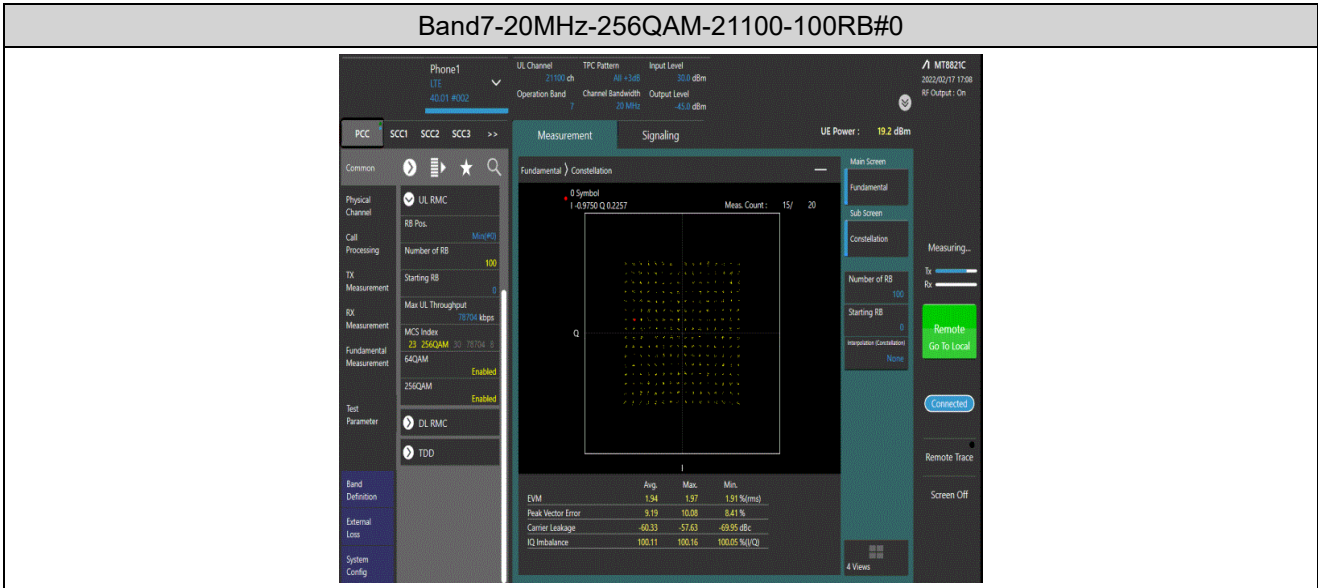 Band7-20MHz-256QAM-21100-100RB#0
Phone1
LTE
40.01 #002
UL Channel
21100 ch
TPC Pattern
All +3dB
Input Level
30.0 dBm
Operation Band
7
Channel Bandwidth
20 MHz
Output Level
-45.0 dBm
MT8821C
2022/02/17 17:08
RF Output : On
PCC SCC1 SCC2 SCC3 >>
Measurement
Signaling
UE Power : 19.2 dBm
Common
Physical
Channel
Call
Processing
TX
Measurement
RX
Measurement
Fundamental
Measurement
Test
Parameter
Band
Definition
External
Loss
System
Config
UL RMC
RB Pos.
Min(#0)
Number of RB
100
Starting RB
0
Max UL Throughput
78704 kbps
MCS Index
23 256QAM 30 78704
64QAM
Enabled
256QAM
Enabled
DL RMC
TDD
Fundamental ⟩ Constellation
0 Symbol
I -0.9750 Q 0.2257
Meas. Count : 15/ 20
Q
I
Avg. Max. Min.
EVM 1.94 1.97 1.91 %(rms)
Peak Vector Error 9.19 10.08 8.41 %
Carrier Leakage -60.33 -57.63 -69.95 dBc
IQ Imbalance 100.11 100.16 100.05 %(I/Q)
Main Screen
Fundamental
Sub Screen
Constellation
Number of RB
100
Starting RB
0
Interpolation (Constellation)
None
4 Views
Measuring...
Tx
Rx
Remote
Go To Local
Connected
Remote Trace
Screen Off